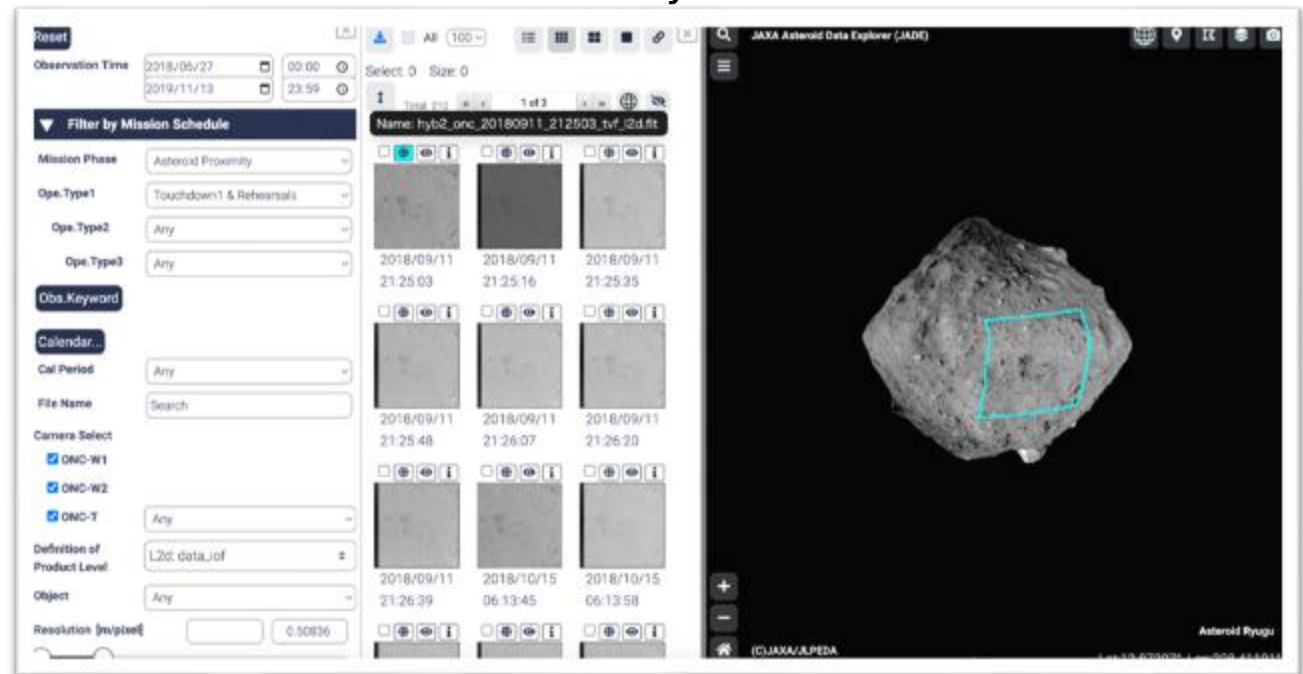 Reset
Observation Time
2018/06/27
00:00
2019/11/13
23:59
Filter by Mission Schedule
Mission Phase
Asteroid Proximity
Ope.Type1
Touchdown1 & Rehearsals
Ope.Type2
Any
Ope.Type3
Any
Obs.Keyword
Calendar...
Cal Period
Any
File Name
Search
Camera Select
ONC-W1
ONC-W2
ONC-T
Any
Definition of
Product Level
L2d: data_iof
Object
Any
Resolution [m/pixel]
0.50836
All
100
Select: 0 Size: 0
Total: 212
1 of 3
Name: hyb2_onc_20180911_212503_tvf_l2d.fit
2018/09/11 2018/09/11 2018/09/11
21:25:03 21:25:16 21:25:35
2018/09/11 2018/09/11 2018/09/11
21:25:48 21:26:07 21:26:20
2018/09/11 2018/10/15 2018/10/15
21:26:39 06:13:45 06:13:58
JAXA Asteroid Data Explorer (JADE)
Asteroid Ryugu
(C)JAXA/JLPEDA